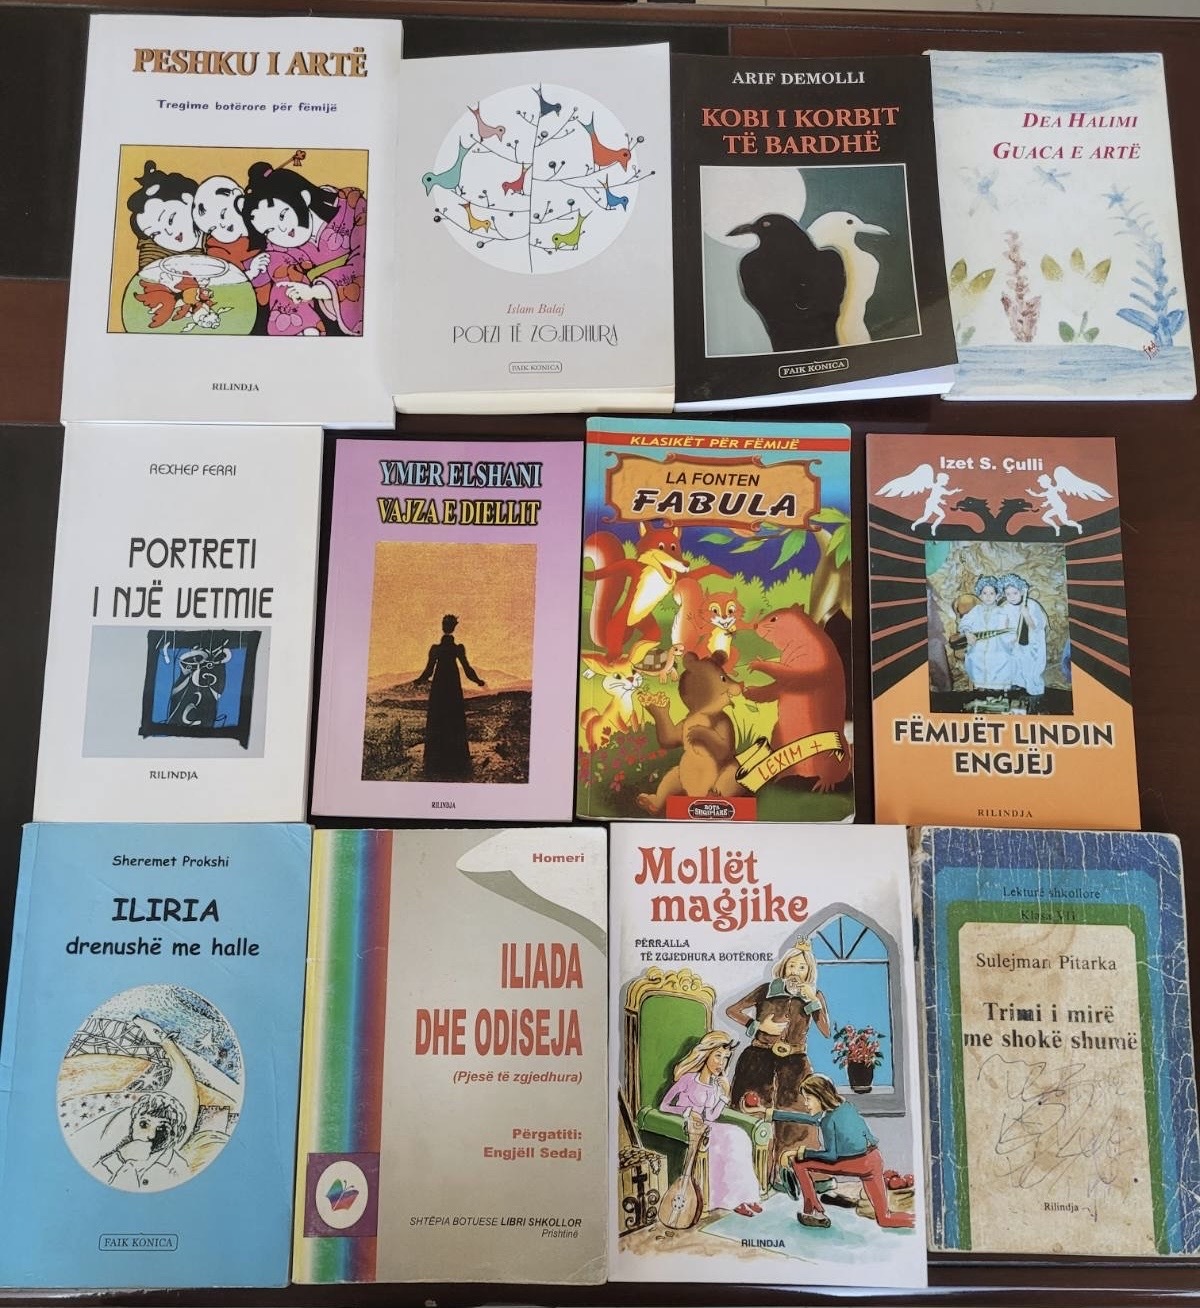 PESHKU I ARTË
Tregime botërore për fëmijë
RILINDJA
Islam Balaj
POEZI TË ZGJEDHURA
FAIK KONICA
ARIF DEMOLLI
KOBI I KORBIT
TË BARDHË
FAIK KONICA
DEA HALIMI
GUACA E ARTË
REXHEP FERRI
PORTRETI
I NJË VETMIE
RILINDJA
YMER ELSHANI
VAJZA E DIELLIT
RILINDJA
KLASIKËT PËR FËMIJË
LA FONTEN
FABULA
LEXIM +
BOTA
SHQIPTARE
Izet S. Çulli
FËMIJËT LINDIN
ENGJËJ
RILINDJA
Sheremet Prokshi
ILIRIA
drenushë me halle
FAIK KONICA
Homeri
ILIADA
DHE ODISEJA
(Pjesë të zgjedhura)
Përgatiti:
Engjëll Sedaj
SHTËPIA BOTUESE LIBRI SHKOLLOR
Prishtinë
Mollët
magjike
PËRRALLA
TË ZGJEDHURA BOTËRORE
RILINDJA
Lekturë shkollore
Klasa VII
Sulejman Pitarka
Trimi i mirë
me shokë shumë
Rilindja